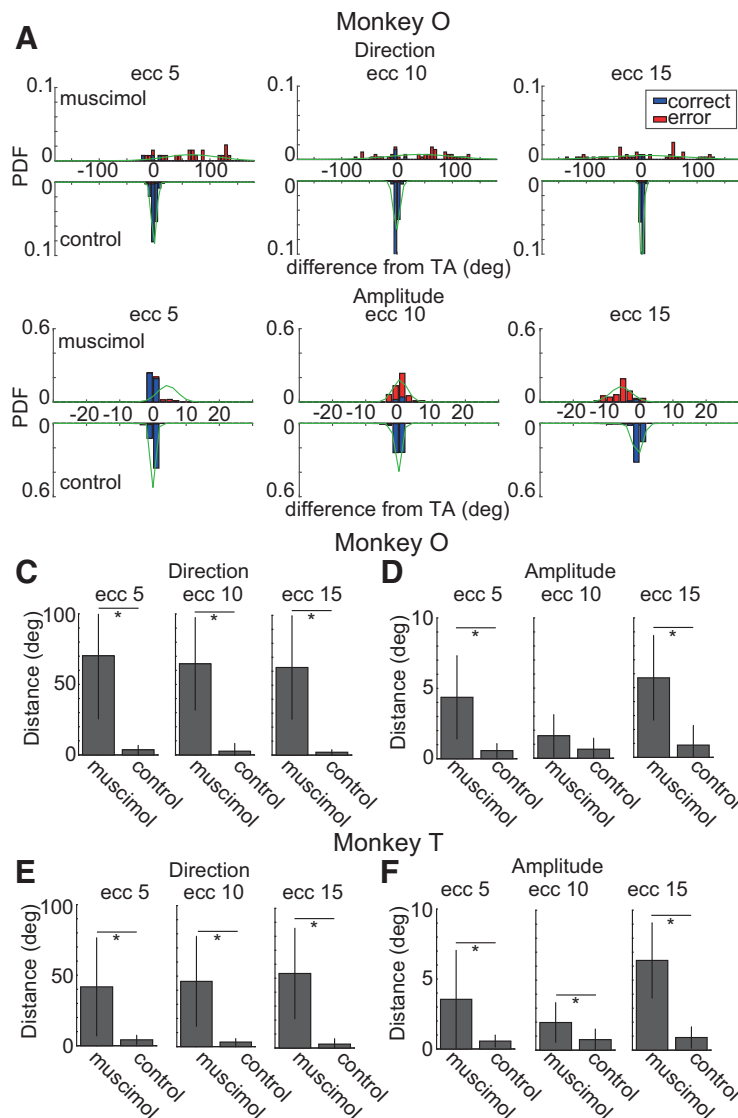 Monkey O
A
Direction
ecc 5 ecc 10 ecc 15
0.1 0.1 0.1
muscimol
correct
error
PDF
0 0 0
-100 0 100 -100 0 100 -100 0 100
0 0 0
control
0.1 0.1 0.1
difference from TA (deg)
Amplitude
ecc 5 ecc 10 ecc 15
0.6 0.6 0.6
muscimol
PDF
0 0 0
-20 -10 0 10 20 -20 -10 0 10 20 -20 -10 0 10 20
0 0 0
control
0.6 0.6 0.6
difference from TA (deg)
Monkey O
C Direction
ecc 5 ecc 10 ecc 15
Distance (deg)
100
50
0
* * *
muscimol control muscimol control muscimol control
D Amplitude
ecc 5 ecc 10 ecc 15
Distance (deg)
10
5
0
* *
muscimol control muscimol control muscimol control
Monkey T
E Direction
ecc 5 ecc 10 ecc 15
Distance (deg)
100
50
0
* * *
muscimol control muscimol control muscimol control
F Amplitude
ecc 5 ecc 10 ecc 15
Distance (deg)
10
5
0
* * *
muscimol control muscimol control muscimol control